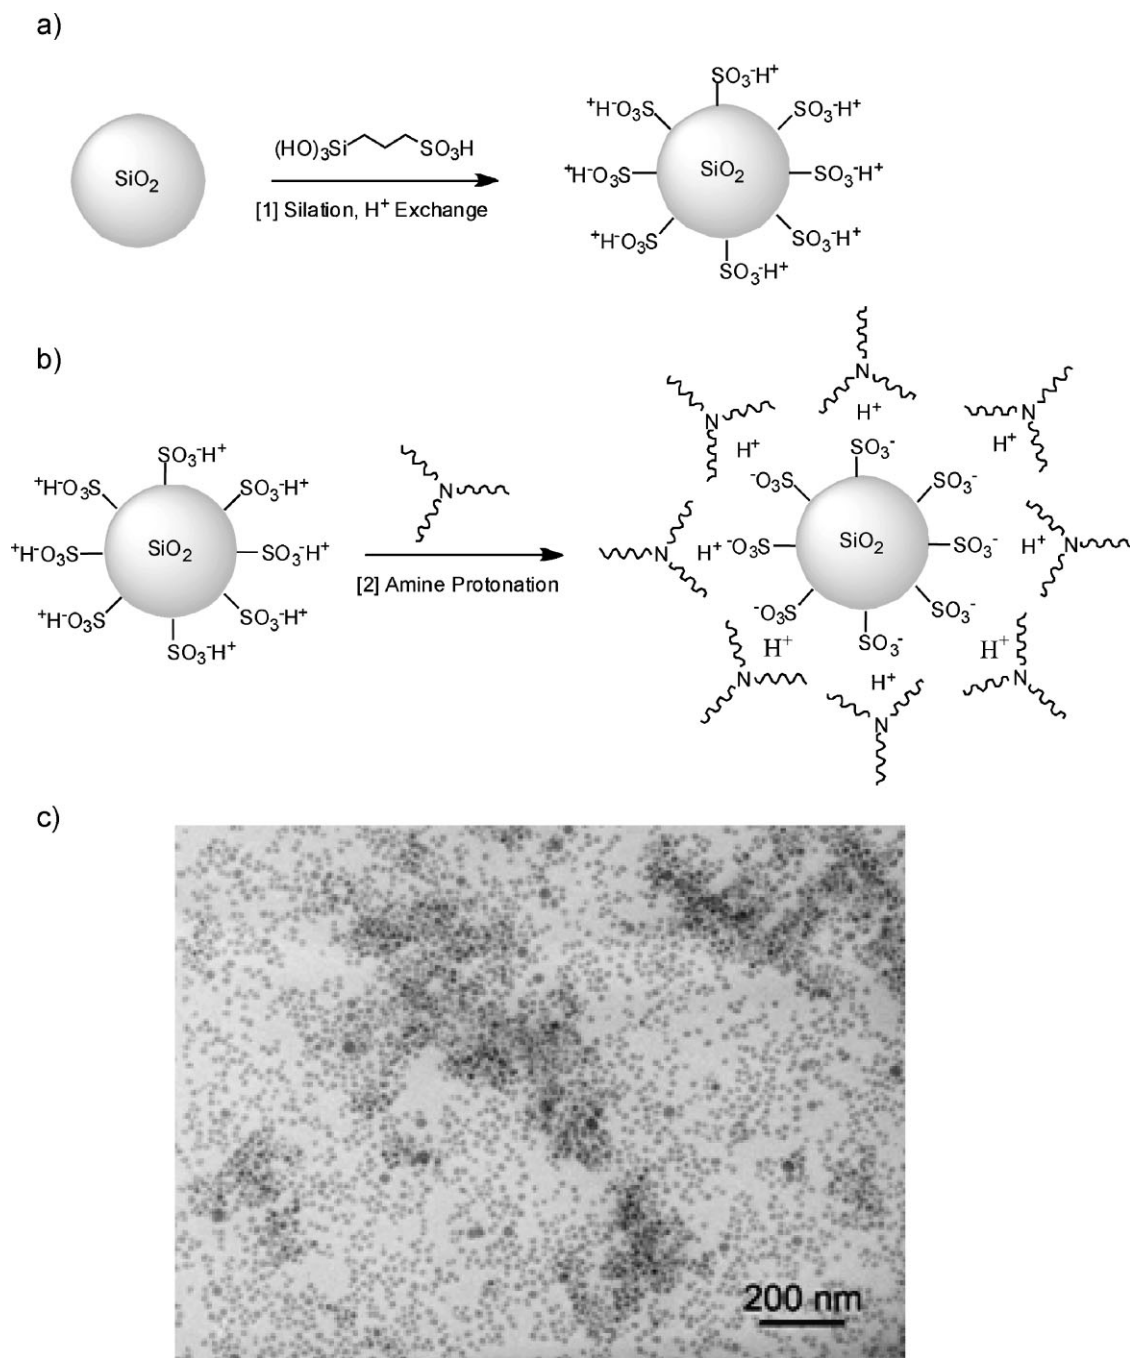 a)
SO₃⁻H⁺
⁺H⁻O₃S
SO₃⁻H⁺
(HO)₃Si
SO₃H
SiO₂
⁺H⁻O₃S
SiO₂
SO₃⁻H⁺
[1] Silation, H⁺ Exchange
⁺H⁻O₃S
SO₃⁻H⁺
SO₃⁻H⁺
b)
N
H⁺
N
H⁺
N
H⁺
SO₃⁻H⁺
SO₃⁻
⁺H⁻O₃S
SO₃⁻H⁺
N
⁻O₃S
SO₃⁻
⁺H⁻O₃S
SiO₂
SO₃⁻H⁺
N
H⁺
⁻O₃S
SiO₂
SO₃⁻
H⁺
N
[2] Amine Protonation
⁺H⁻O₃S
SO₃⁻H⁺
⁻O₃S
SO₃⁻
SO₃⁻H⁺
SO₃⁻
H⁺
H⁺
N
H⁺
N
N
c)
200 nm